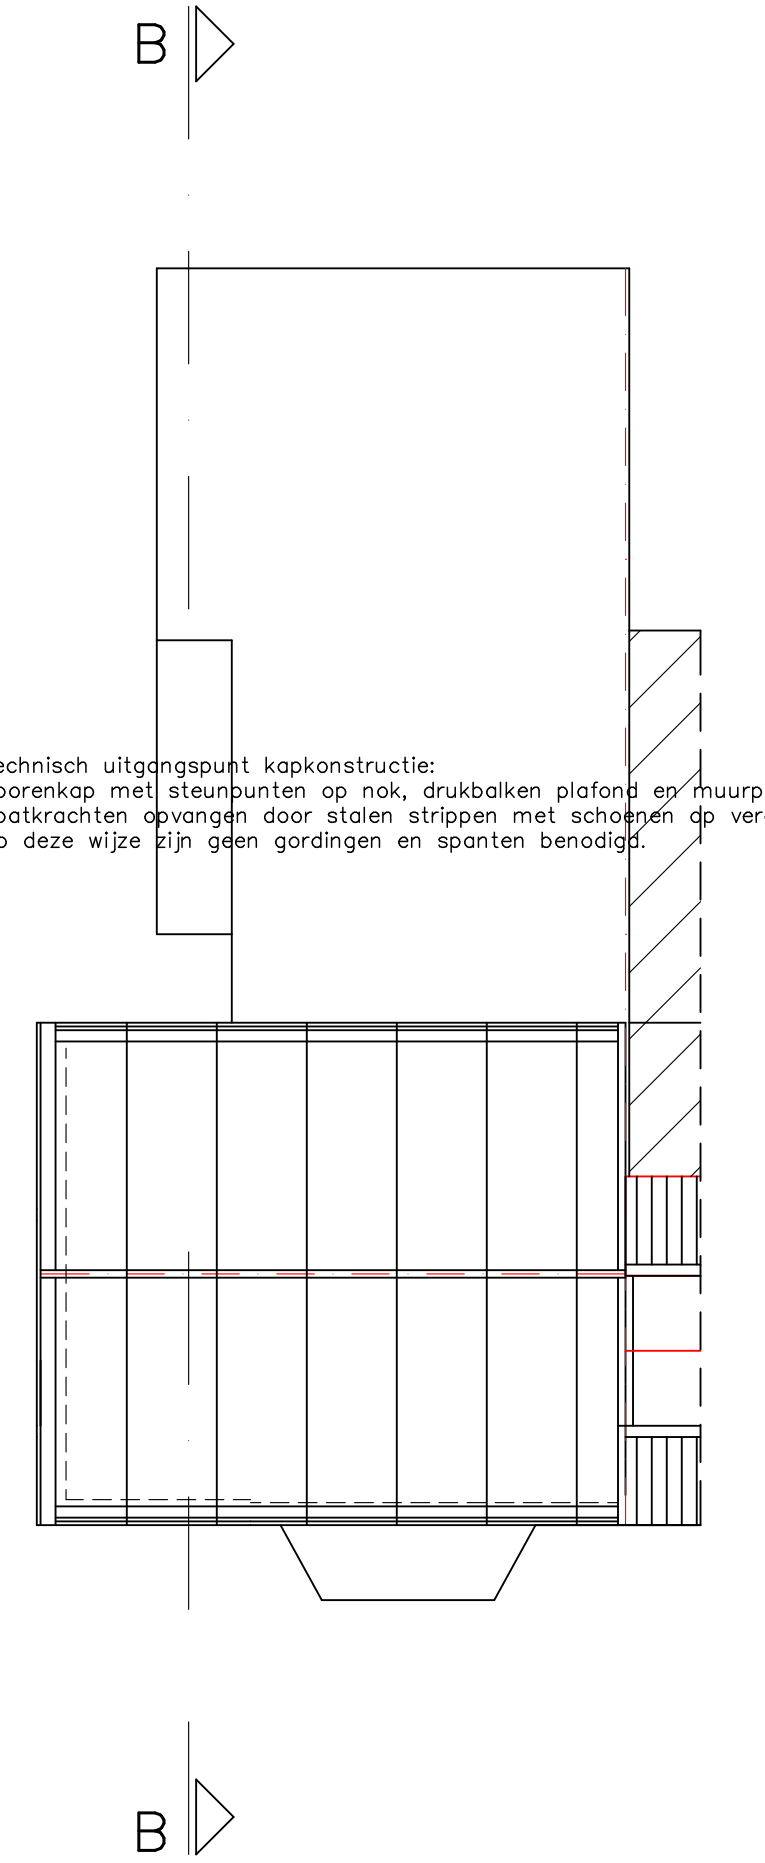 B
echnisch uitgangspunt kapkonstructie:
porenkap met steunpunten op nok, drukbalken plafond en muurp
patkrachten opvangen door stalen strippen met schoenen op ver
p deze wijze zijn geen gordingen en spanten benodigd.
B